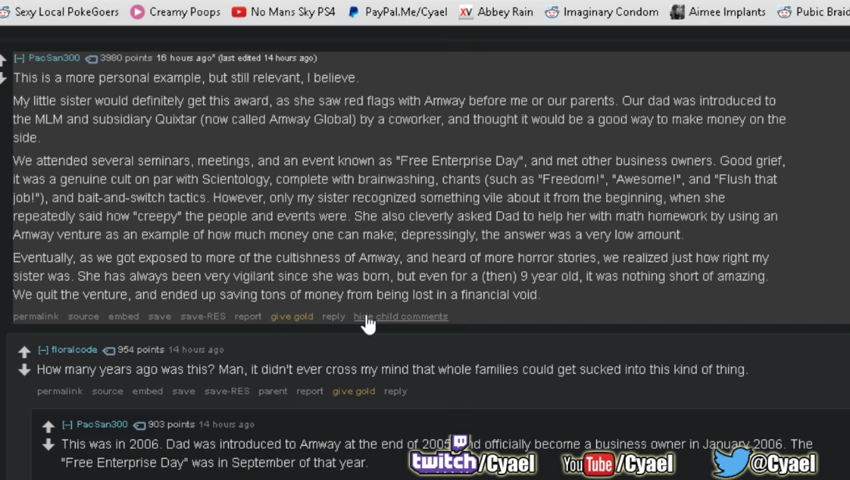 Sexy Local PokeGoers Creamy Poops No Mans Sky PS4 PayPal.Me/Cyael XV Abbey Rain Imaginary Condom Aimee Implants Pubic Braid
[–] PacSan300 3980 points 16 hours ago* (last edited 14 hours ago)
This is a more personal example, but still relevant, I believe.
My little sister would definitely get this award, as she saw red flags with Amway before me or our parents. Our dad was introduced to
the MLM and subsidiary Quixtar (now called Amway Global) by a coworker, and thought it would be a good way to make money on the
side.
We attended several seminars, meetings, and an event known as "Free Enterprise Day", and met other business owners. Good grief,
it was a genuine cult on par with Scientology, complete with brainwashing, chants (such as "Freedom!", "Awesome!", and "Flush that
job!"), and bait-and-switch tactics. However, only my sister recognized something vile about it from the beginning, when she
repeatedly said how "creepy" the people and events were. She also cleverly asked Dad to help her with math homework by using an
Amway venture as an example of how much money one can make; depressingly, the answer was a very low amount.
Eventually, as we got exposed to more of the cultishness of Amway, and heard of more horror stories, we realized just how right my
sister was. She has always been very vigilant since she was born, but even for a (then) 9 year old, it was nothing short of amazing.
We quit the venture, and ended up saving tons of money from being lost in a financial void.
permalink source embed save save-RES report give gold reply hide child comments
[–] floralcode 954 points 14 hours ago
How many years ago was this? Man, it didn't ever cross my mind that whole families could get sucked into this kind of thing.
permalink source embed save save-RES parent report give gold reply
[–] PacSan300 903 points 14 hours ago
This was in 2006. Dad was introduced to Amway at the end of 2005 and officially become a business owner in January 2006. The
"Free Enterprise Day" was in September of that year.
twitch/Cyael YouTube/Cyael @Cyael